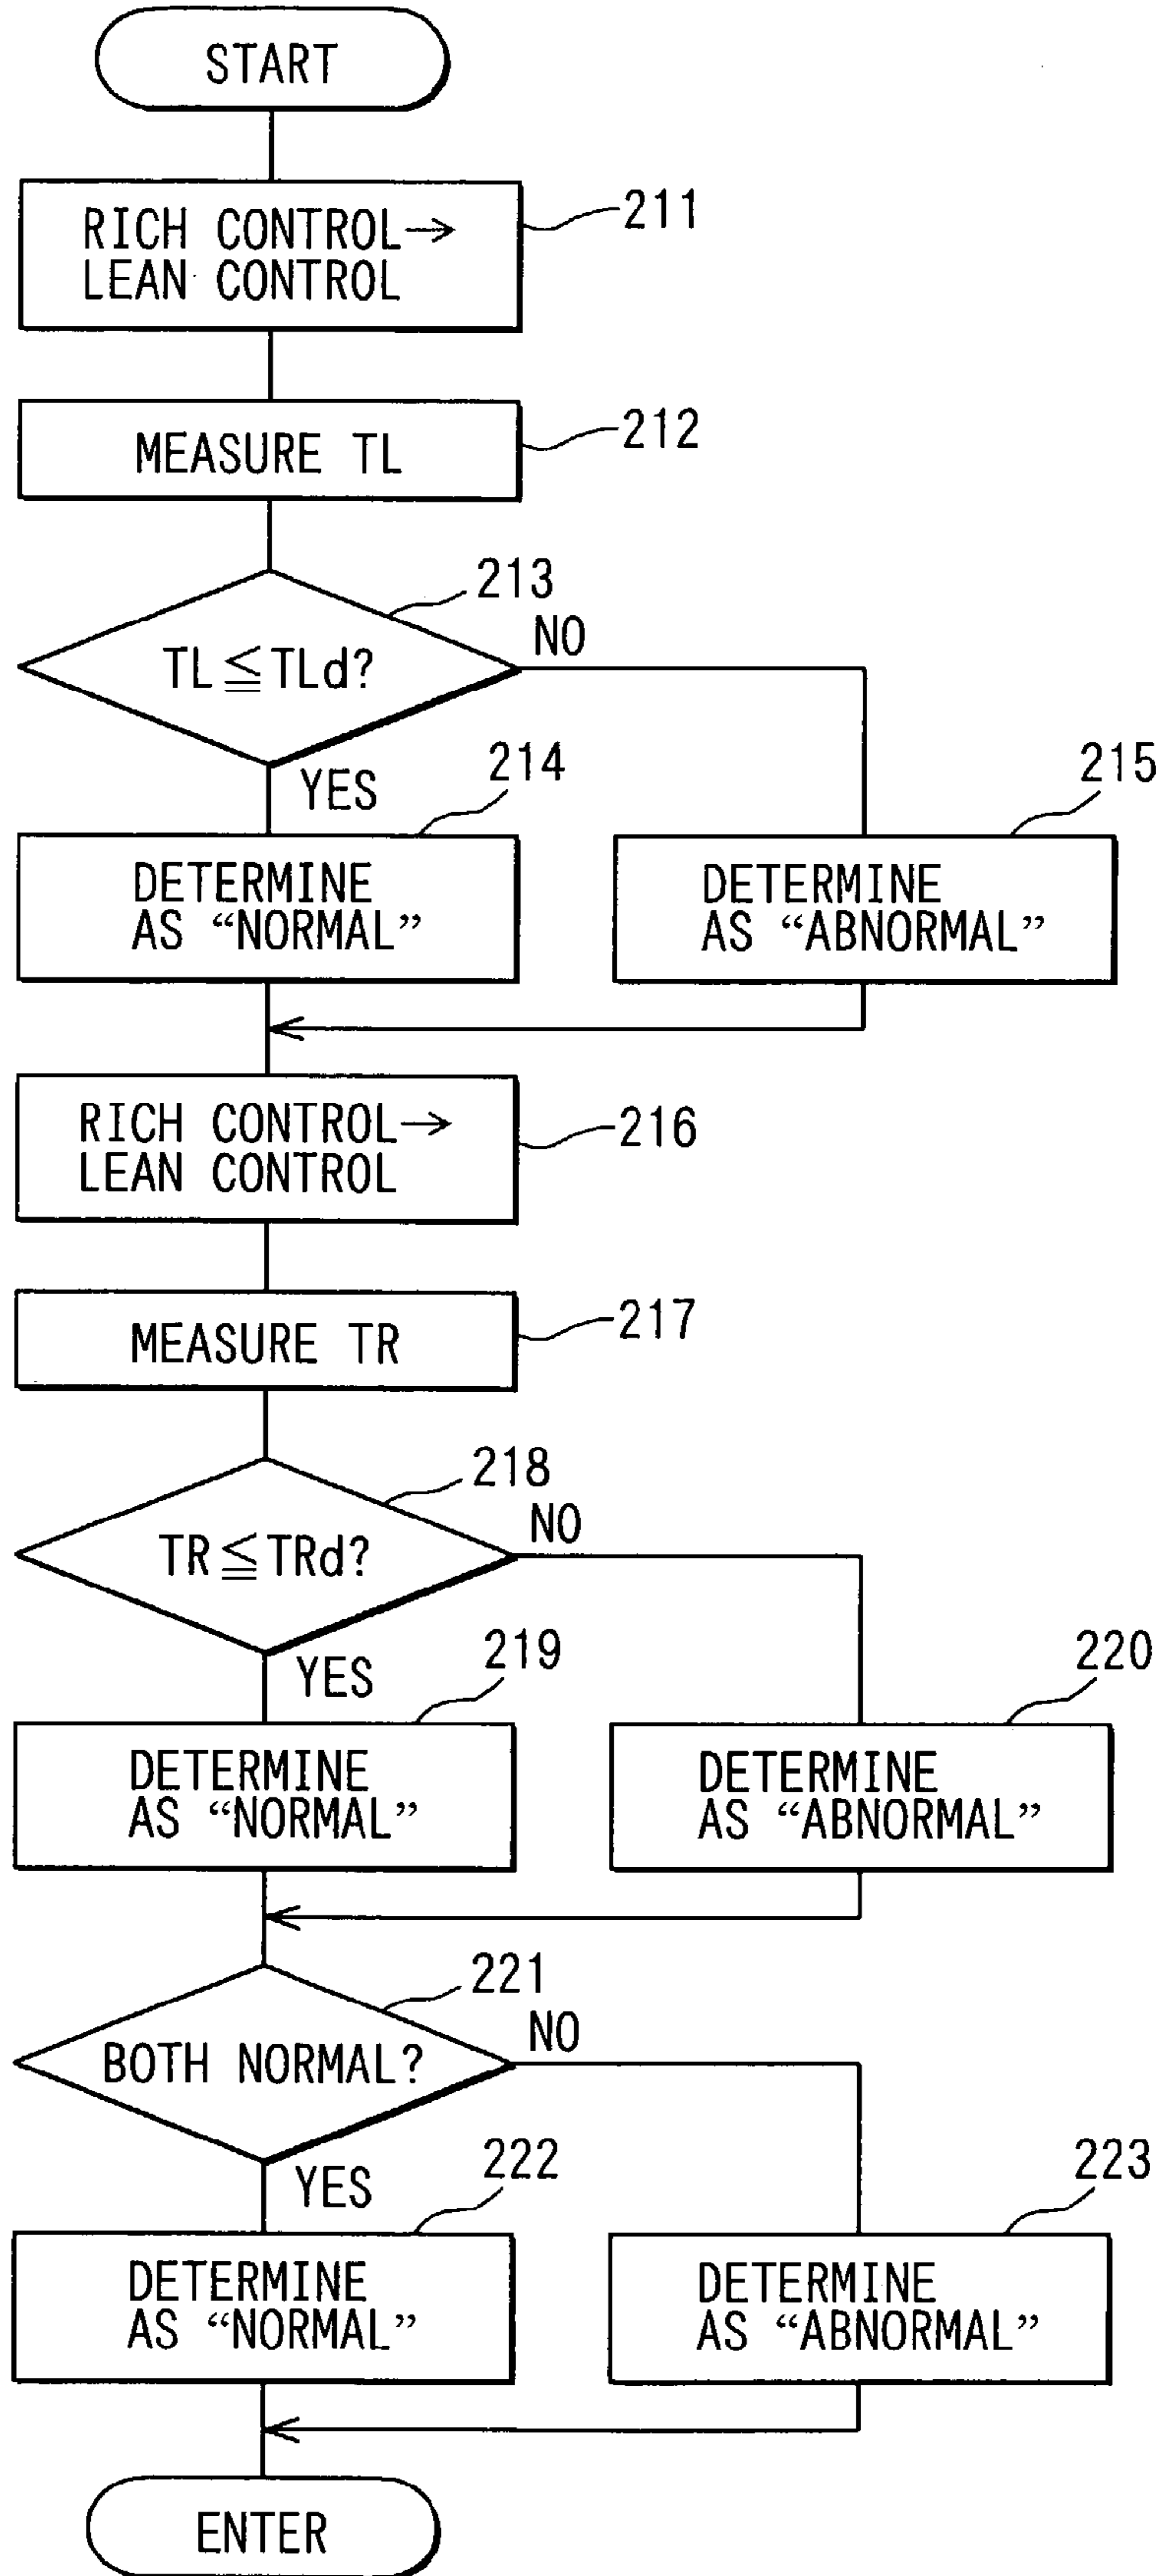 START
RICH CONTROL→
LEAN CONTROL
211
MEASURE TL
212
213
TL≦TLd?
NO
YES
214
215
DETERMINE
AS “NORMAL”
DETERMINE
AS “ABNORMAL”
RICH CONTROL→
LEAN CONTROL
216
MEASURE TR
217
218
TR≦TRd?
NO
YES
219
220
DETERMINE
AS “NORMAL”
DETERMINE
AS “ABNORMAL”
221
BOTH NORMAL?
NO
YES
222
223
DETERMINE
AS “NORMAL”
DETERMINE
AS “ABNORMAL”
ENTER